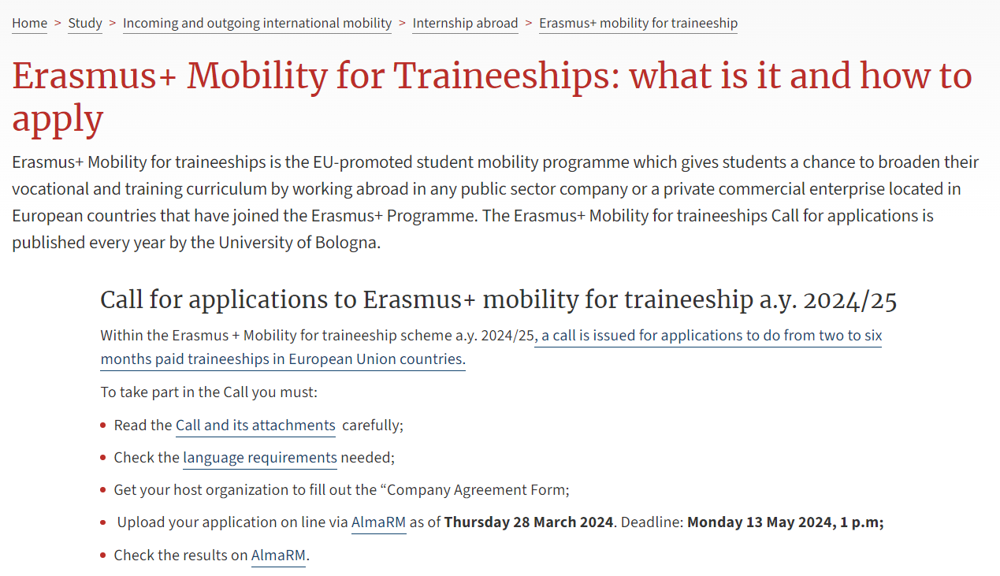 Home > Study > Incoming and outgoing international mobility > Internship abroad > Erasmus+ mobility for traineeship
Erasmus+ Mobility for Traineeships: what is it and how to
apply
Erasmus+ Mobility for traineeships is the EU-promoted student mobility programme which gives students a chance to broaden their
vocational and training curriculum by working abroad in any public sector company or a private commercial enterprise located in
European countries that have joined the Erasmus+ Programme. The Erasmus+ Mobility for traineeships Call for applications is
published every year by the University of Bologna.
Call for applications to Erasmus+ mobility for traineeship a.y. 2024/25
Within the Erasmus + Mobility for traineeship scheme a.y. 2024/25, a call is issued for applications to do from two to six
months paid traineeships in European Union countries.
To take part in the Call you must:
• Read the Call and its attachments carefully;
• Check the language requirements needed;
• Get your host organization to fill out the “Company Agreement Form;
• Upload your application on line via AlmaRM as of Thursday 28 March 2024. Deadline: Monday 13 May 2024, 1 p.m;
• Check the results on AlmaRM.